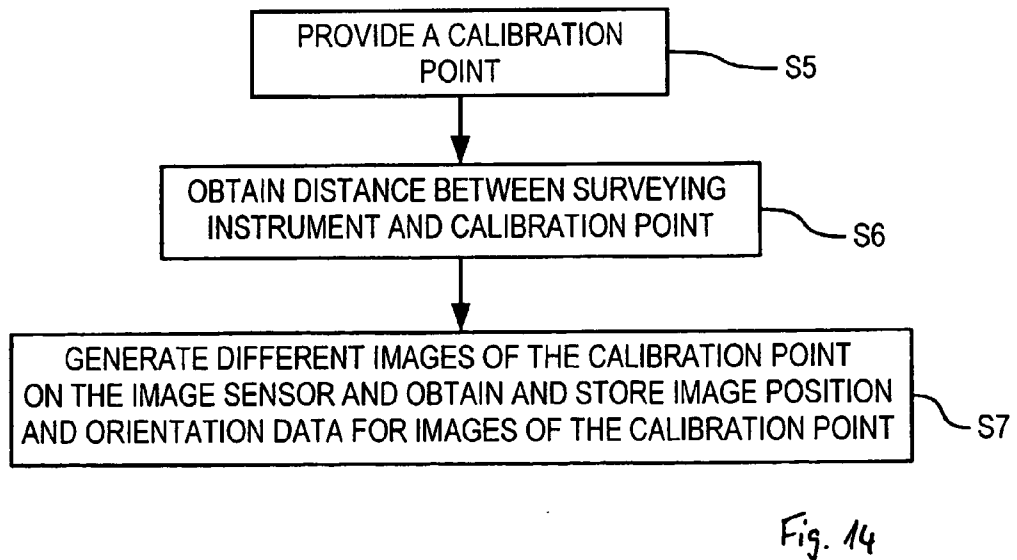 PROVIDE A CALIBRATION
POINT
S5
OBTAIN DISTANCE BETWEEN SURVEYING
INSTRUMENT AND CALIBRATION POINT
S6
GENERATE DIFFERENT IMAGES OF THE CALIBRATION POINT
ON THE IMAGE SENSOR AND OBTAIN AND STORE IMAGE POSITION
AND ORIENTATION DATA FOR IMAGES OF THE CALIBRATION POINT
S7
Fig. 14